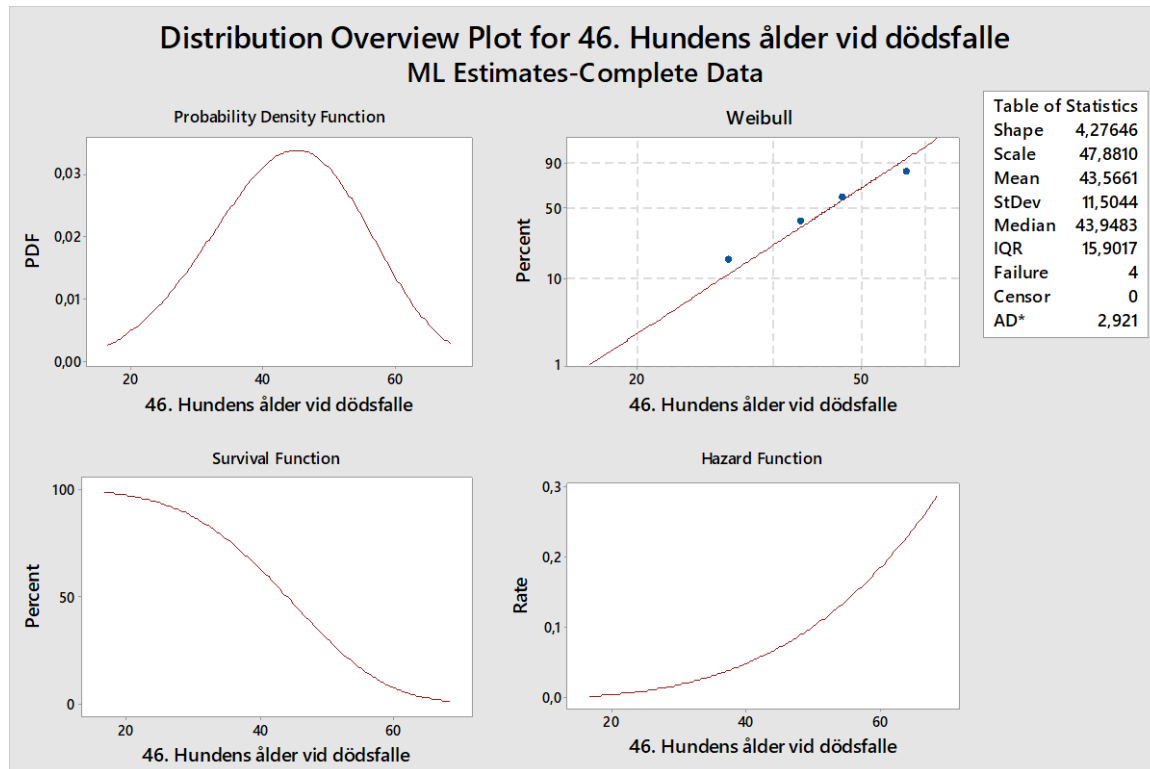 Distribution Overview Plot for 46. Hundens ålder vid dödsfalle
ML Estimates-Complete Data
Probability Density Function
0,03
0,02
0,01
0,00
PDF
20 40 60
46. Hundens ålder vid dödsfalle
Weibull
90
50
10
1
Percent
20 50
46. Hundens ålder vid dödsfalle
Table of Statistics
Shape 4,27646
Scale 47,8810
Mean 43,5661
StDev 11,5044
Median 43,9483
IQR 15,9017
Failure 4
Censor 0
AD* 2,921
Survival Function
100
50
0
Percent
20 40 60
46. Hundens ålder vid dödsfalle
Hazard Function
0,3
0,2
0,1
0,0
Rate
20 40 60
46. Hundens ålder vid dödsfalle